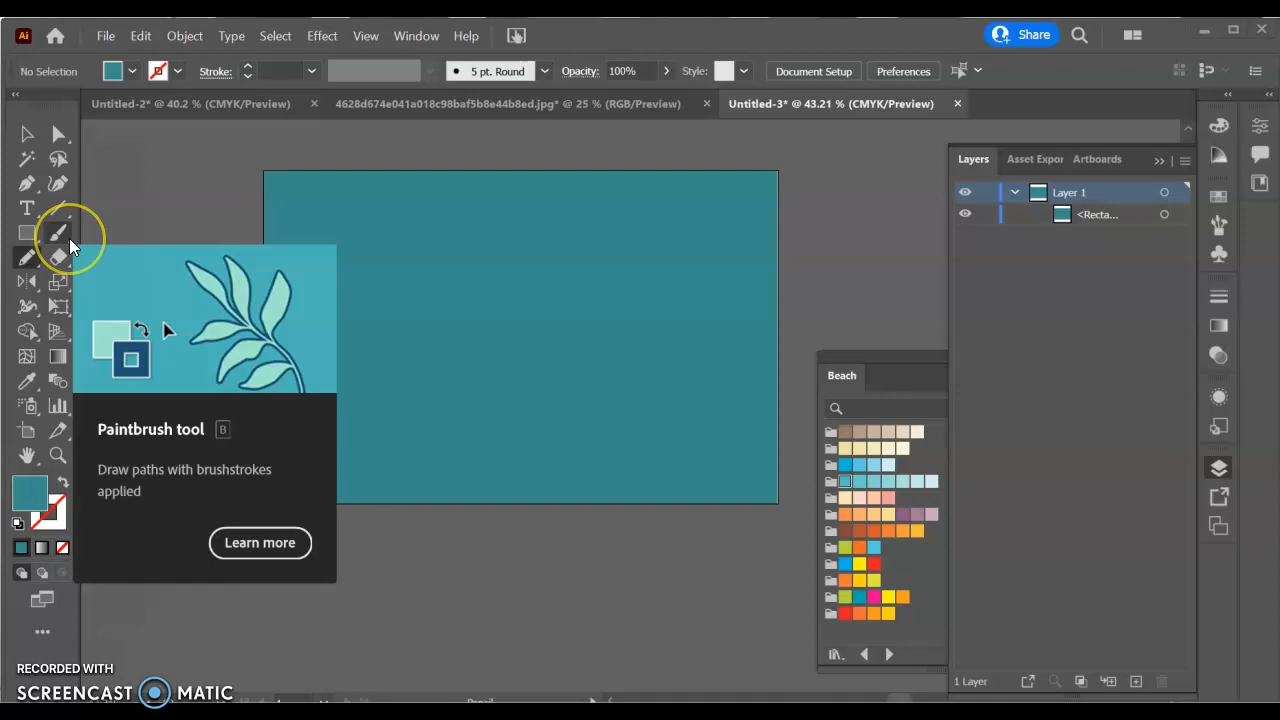 Ai File Edit Object Type Select Effect View Window Help Share
No Selection Stroke: 5 pt. Round Opacity: 100% Style: Document Setup Preferences
Untitled-2* @ 40.2 % (CMYK/Preview) × 4628d674e041a018c98baf5b8e44b8ed.jpg* @ 25 % (RGB/Preview) × Untitled-3* @ 43.21 % (CMYK/Preview) ×
Layers Asset Expor Artboards
Layer 1
<Recta...
Beach
Paintbrush tool B
Draw paths with brushstrokes
applied
Learn more
1 Layer
RECORDED WITH
SCREENCAST MATIC
Pencil